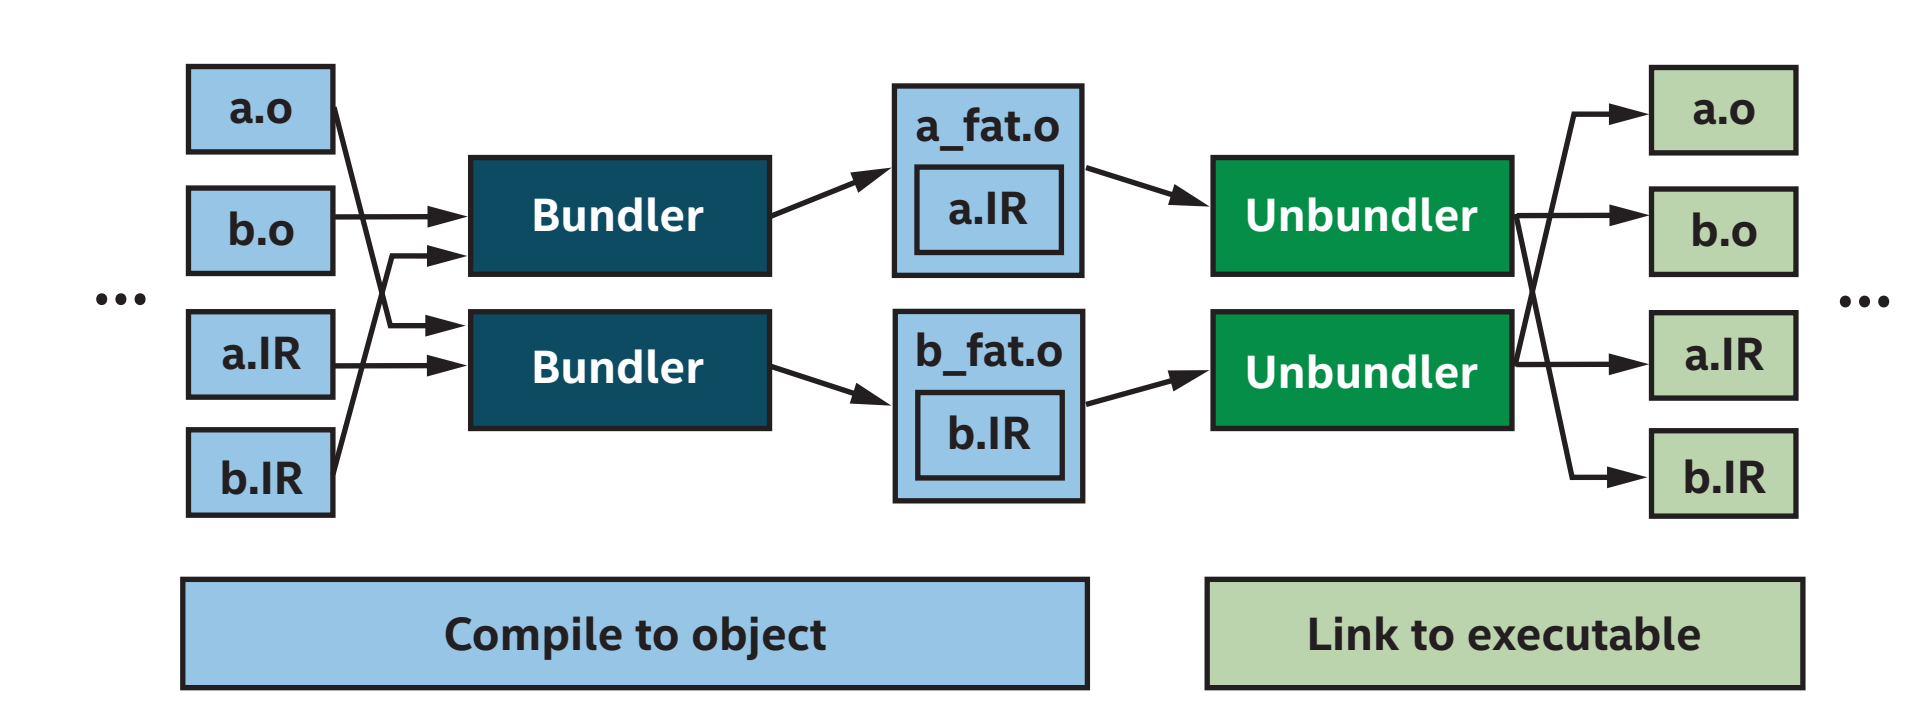 a.o
b.o
a.IR
b.IR
...
Bundler
Bundler
a_fat.o
a.IR
b_fat.o
b.IR
Unbundler
Unbundler
a.o
b.o
a.IR
b.IR
...
Compile to object
Link to executable